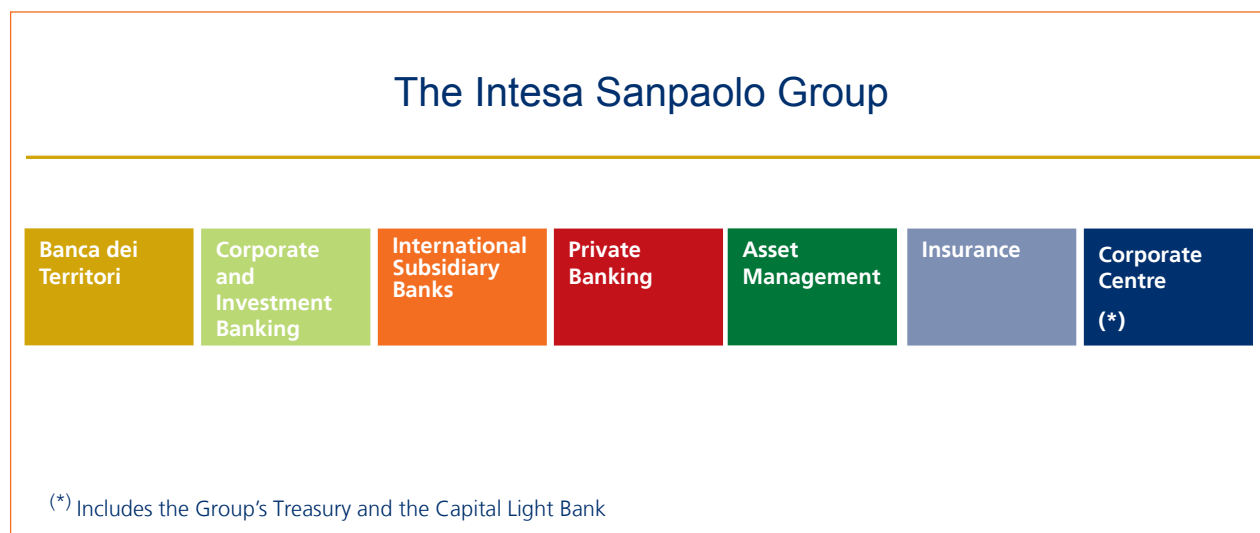 The Intesa Sanpaolo Group
Banca dei
Territori
Corporate
and
Investment
Banking
International
Subsidiary
Banks
Private
Banking
Asset
Management
Insurance
Corporate
Centre
(*)
(*) Includes the Group’s Treasury and the Capital Light Bank